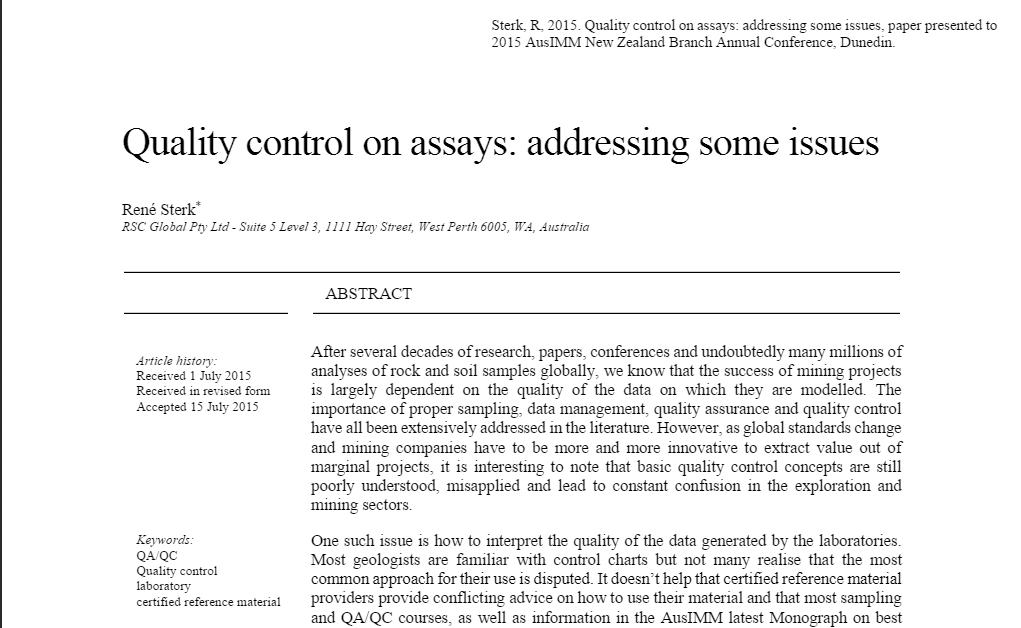 Sterk, R, 2015. Quality control on assays: addressing some issues, paper presented to
2015 AusIMM New Zealand Branch Annual Conference, Dunedin.
Quality control on assays: addressing some issues
René Sterk*
RSC Global Pty Ltd - Suite 5 Level 3, 1111 Hay Street, West Perth 6005, WA, Australia
ABSTRACT
Article history:
Received 1 July 2015
Received in revised form
Accepted 15 July 2015
After several decades of research, papers, conferences and undoubtedly many millions of
analyses of rock and soil samples globally, we know that the success of mining projects
is largely dependent on the quality of the data on which they are modelled. The
importance of proper sampling, data management, quality assurance and quality control
have all been extensively addressed in the literature. However, as global standards change
and mining companies have to be more and more innovative to extract value out of
marginal projects, it is interesting to note that basic quality control concepts are still
poorly understood, misapplied and lead to constant confusion in the exploration and
mining sectors.
Keywords:
QA/QC
Quality control
laboratory
certified reference material
One such issue is how to interpret the quality of the data generated by the laboratories.
Most geologists are familiar with control charts but not many realise that the most
common approach for their use is disputed. It doesn't help that certified reference material
providers provide conflicting advice on how to use their material and that most sampling
and QA/QC courses, as well as information in the AusIMM latest Monograph on best